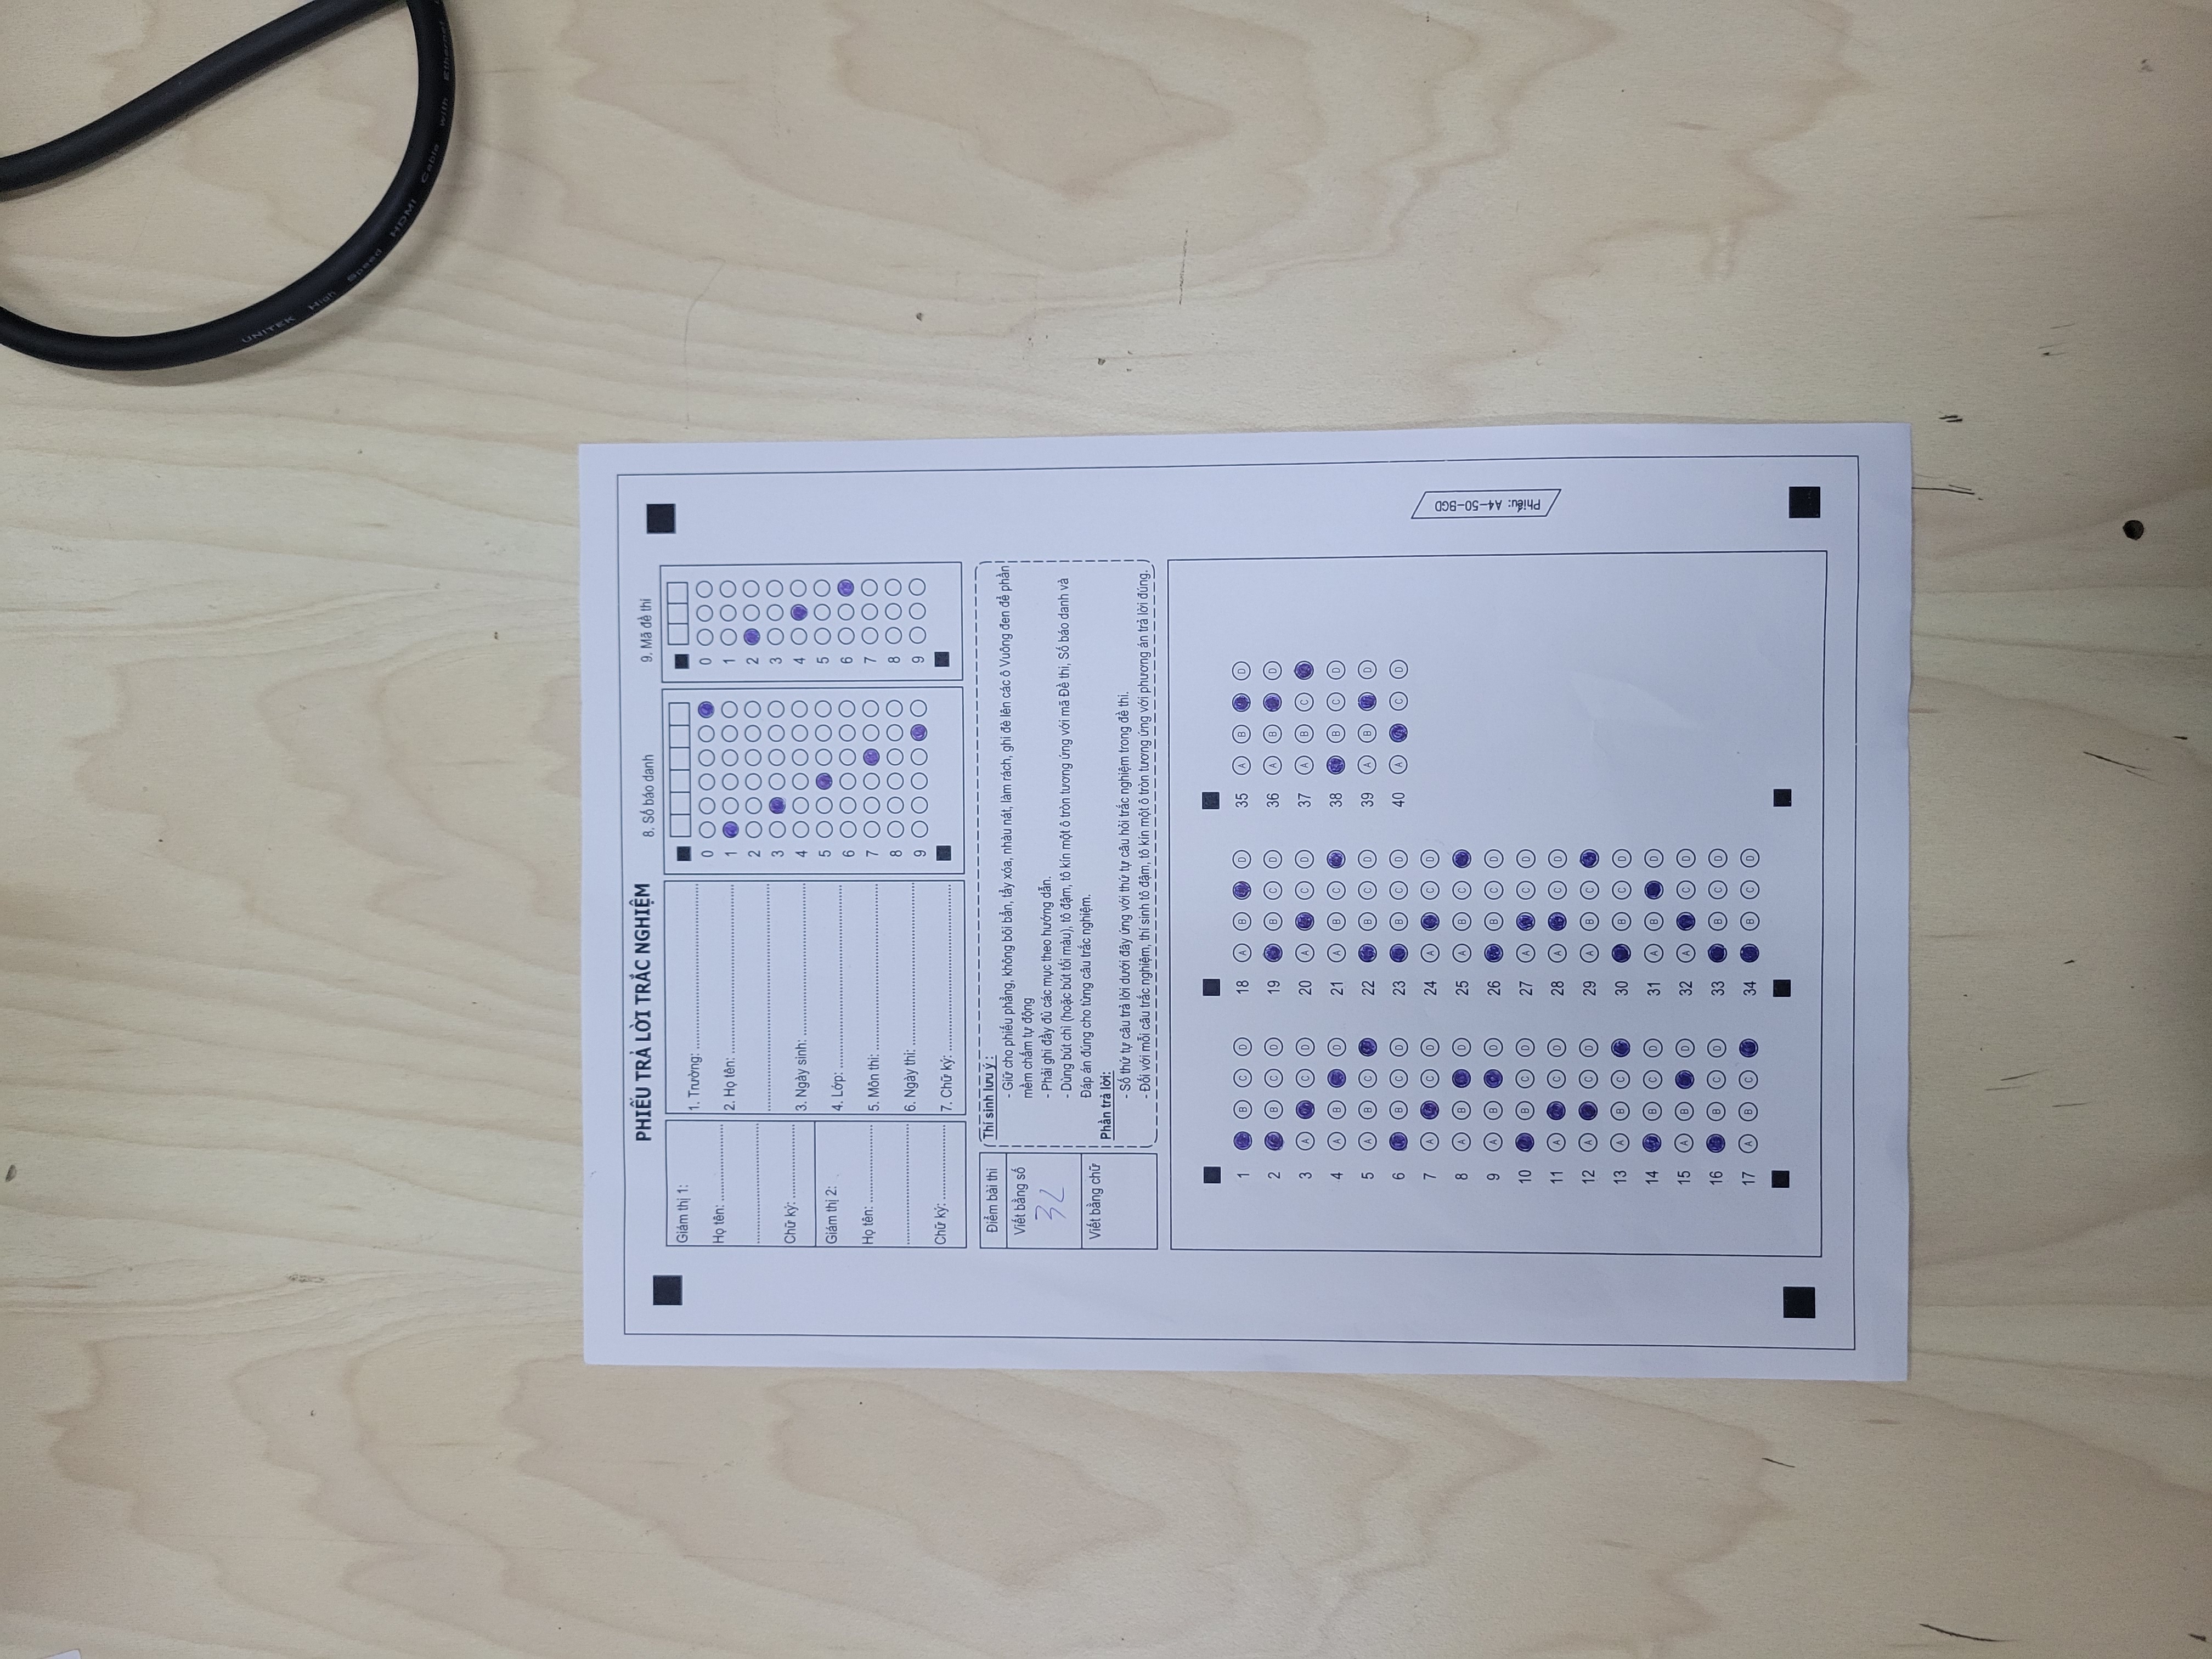 PHIẾU TRẢ LỜI TRẮC NGHIỆM
8. Số báo danh
9. Mã đề thi
Giám thị 1:
Họ tên:
Chữ ký:
Giám thị 2:
Họ tên:
Chữ ký:
1. Trường:
2. Họ tên:
3. Ngày sinh:
4. Lớp:
5. Môn thi:
6. Ngày thi:
7. Chữ ký:
0
1
2
3
4
5
6
7
8
9
0
1
2
3
4
5
6
7
8
9
Điểm bài thi
Viết bằng số
32
Viết bằng chữ
Thí sinh lưu ý :
- Giữ cho phiếu phẳng, không bôi bẩn, tẩy xóa, nhàu nát, làm rách, ghi đè lên các ô Vuông đen để phần
mềm chấm tự động
- Phải ghi đầy đủ các mục theo hướng dẫn.
- Dùng bút chì (hoặc bút tối màu), tô đậm, tô kín một ô tròn tương ứng với mã Đề thi, Số báo danh và
Đáp án đúng cho từng câu trắc nghiệm.
Phần trả lời:
- Số thứ tự câu trả lời dưới đây ứng với thứ tự câu hỏi trắc nghiệm trong đề thi.
- Đối với mỗi câu trắc nghiệm, thí sinh tô đậm, tô kín một ô tròn tương ứng với phương án trả lời đúng.
1 B C D
2 B C D
3 A C D
4 A B D
5 A B C
6 B C D
7 A C D
8 A B D
9 A B D
10 B C D
11 A C D
12 A C D
13 A B C
14 B C D
15 A B D
16 B C D
17 A B C
18 A B D
19 B C D
20 A C D
21 A B C
22 B C D
23 B C D
24 A C D
25 A B C
26 B C D
27 A C D
28 A C D
29 A B C
30 B C D
31 A B D
32 A C D
33 B C D
34 B C D
35 A B D
36 A B D
37 A B C
38 B C D
39 A B D
40 A C D
Phiếu: A4-50-BGD
UNITEK High Speed HDMI Cable with Ethernet